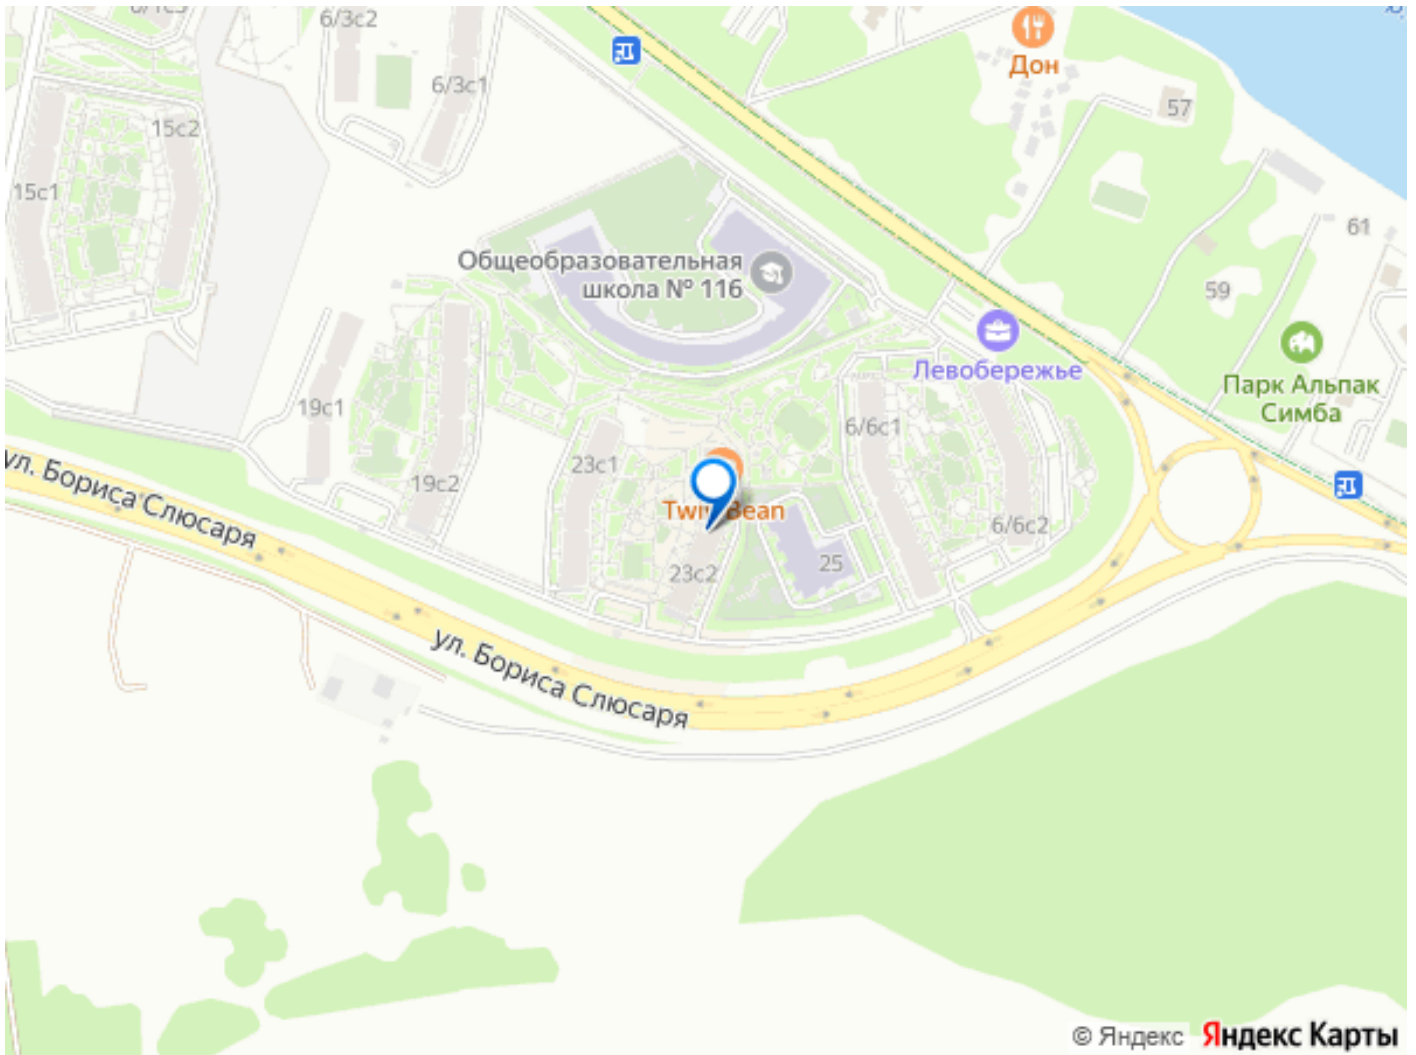 6/3с2
Дон
6/3с1
57
15с2
15с1
61
Общеобразовательная
школа № 116
59
Левобережье
Парк Альпак
Симба
19с1
6/6с1
23с1
19с2
ул. Бориса Слюсаря
6/6с2
25
23с2
ул. Бориса Слюсаря
© Яндекс Яндекс Карты